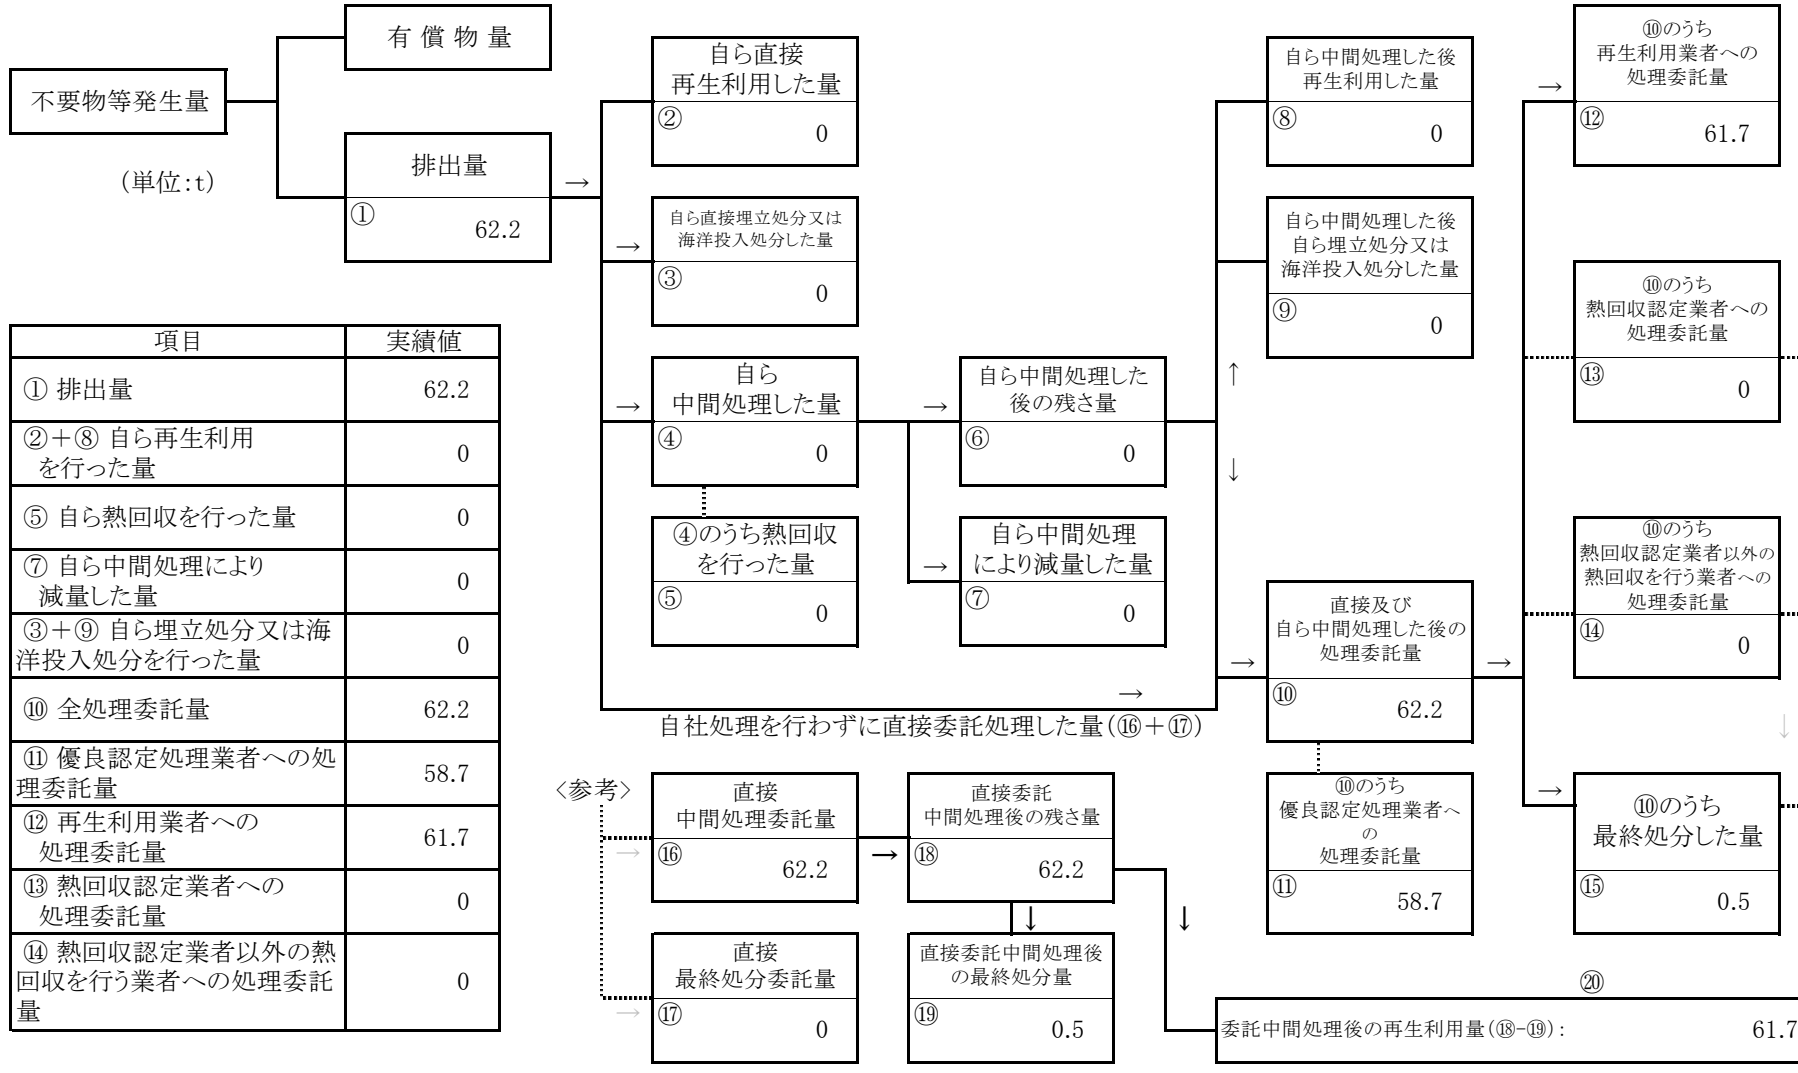 有 償 物 量
不要物等発生量
(単位:t)
排出量
①
62.2
→
自ら直接
再生利用した量
②
0
→
自ら直接埋立処分又は
海洋投入処分した量
③
0
→
自ら
中間処理した量
④
0
④のうち熱回収
を行った量
⑤
0
→
自ら中間処理した
後の残さ量
⑥
0
→
自ら中間処理
により減量した量
⑦
0
↑
↓
自ら中間処理した後
再生利用した量
⑧
0
自ら中間処理した後
自ら埋立処分又は
海洋投入処分した量
⑨
0
→
自社処理を行わずに直接委託処理した量(⑯+⑰)
→
直接及び
自ら中間処理した後の
処理委託量
⑩
62.2
→
⑩のうち
優良認定処理業者へ
の
処理委託量
⑪
58.7
→
⑩のうち
再生利用業者への
処理委託量
⑫
61.7
⑩のうち
熱回収認定業者への
処理委託量
⑬
0
⑩のうち
熱回収認定業者以外の
熱回収を行う業者への
処理委託量
⑭
0
↓
→
⑩のうち
最終処分した量
⑮
0.5
項目 実績値
① 排出量 62.2
②+⑧ 自ら再生利用
を行った量 0
⑤ 自ら熱回収を行った量 0
⑦ 自ら中間処理により
減量した量 0
③+⑨ 自ら埋立処分又は海
洋投入処分を行った量 0
⑩ 全処理委託量 62.2
⑪ 優良認定処理業者への処
理委託量 58.7
⑫ 再生利用業者への
処理委託量 61.7
⑬ 熱回収認定業者への
処理委託量 0
⑭ 熱回収認定業者以外の熱
回収を行う業者への処理委託
量 0
<参考>
→
直接
中間処理委託量
⑯
62.2
→
直接委託
中間処理後の残さ量
⑱
62.2
↓
↓
→
直接
最終処分委託量
⑰
0
直接委託中間処理後
の最終処分量
⑲
0.5
⑳
委託中間処理後の再生利用量(⑱-⑲): 61.7